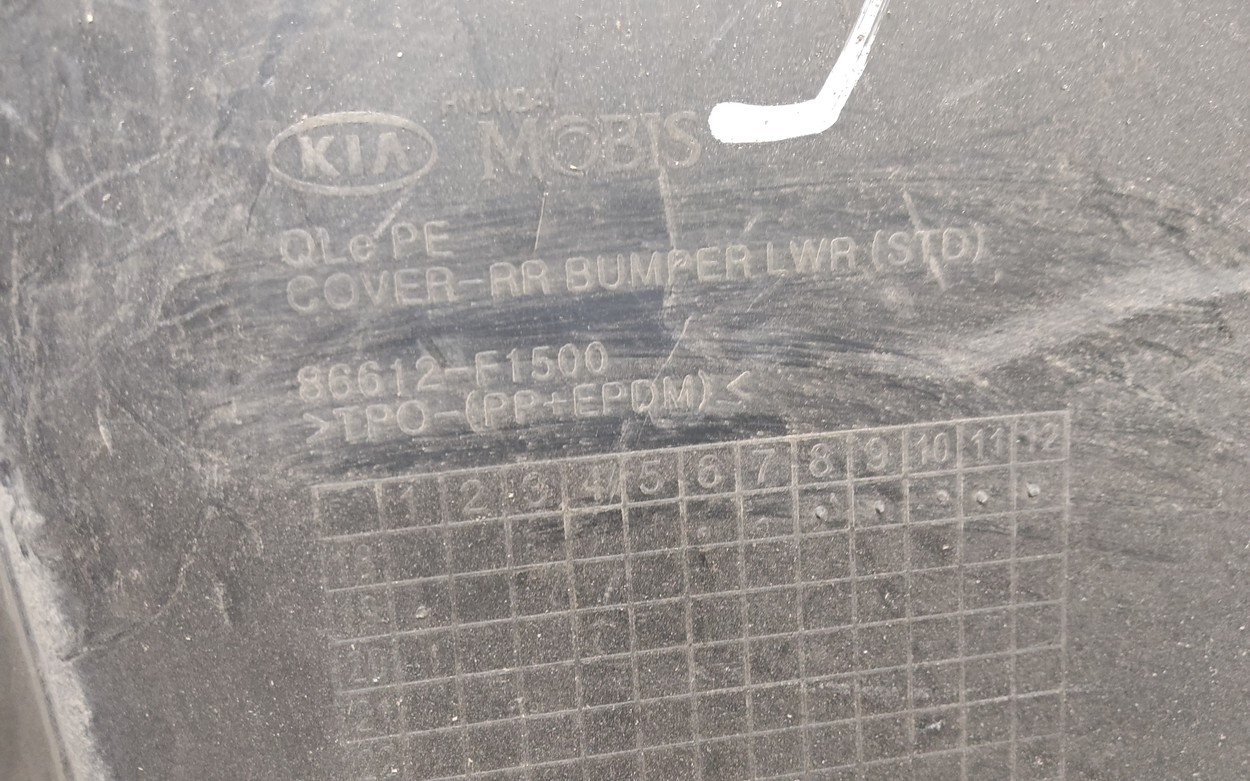 KIA
HYUNDAI
MOBIS
QLe PE
COVER-RR BUMPER LWR (STD)
86612-F1500
>TPO-(PP+EPDM)<
1 2 3 4 5 6 7 8 9 10 11 12
20